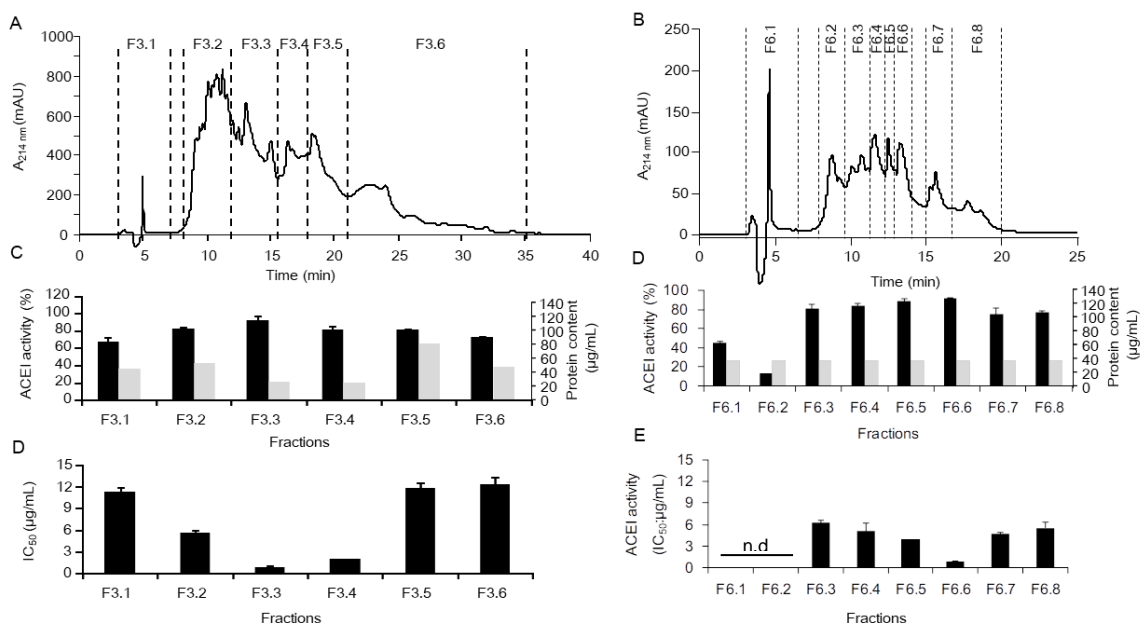 A
F3.1
F3.2
F3.3
F3.4
F3.5
F3.6
1000
800
600
400
200
0
A214 nm (mAU)
0
5
10
15
20
25
30
35
40
Time (min)
B
F6.1
F6.2
F6.3
F6.4
F6.5
F6.6
F6.7
F6.8
250
200
150
100
50
0
A214 nm (mAU)
0
5
10
15
20
25
Time (min)
C
120
100
80
60
40
20
0
ACEI activity (%)
140
120
100
80
60
40
20
0
Protein content
(µg/mL)
F3.1
F3.2
F3.3
F3.4
F3.5
F3.6
Fractions
D
100
80
60
40
20
0
ACEI activity (%)
140
120
100
80
60
40
20
0
Protein content
(µg/mL)
F6.1
F6.2
F6.3
F6.4
F6.5
F6.6
F6.7
F6.8
Fractions
D
15
12
9
6
3
0
IC50 (µg/mL)
F3.1
F3.2
F3.3
F3.4
F3.5
F3.6
Fractions
E
15
12
9
6
3
0
ACEI activity
(IC50-µg/mL)
n.d
F6.1
F6.2
F6.3
F6.4
F6.5
F6.6
F6.7
F6.8
Fractions